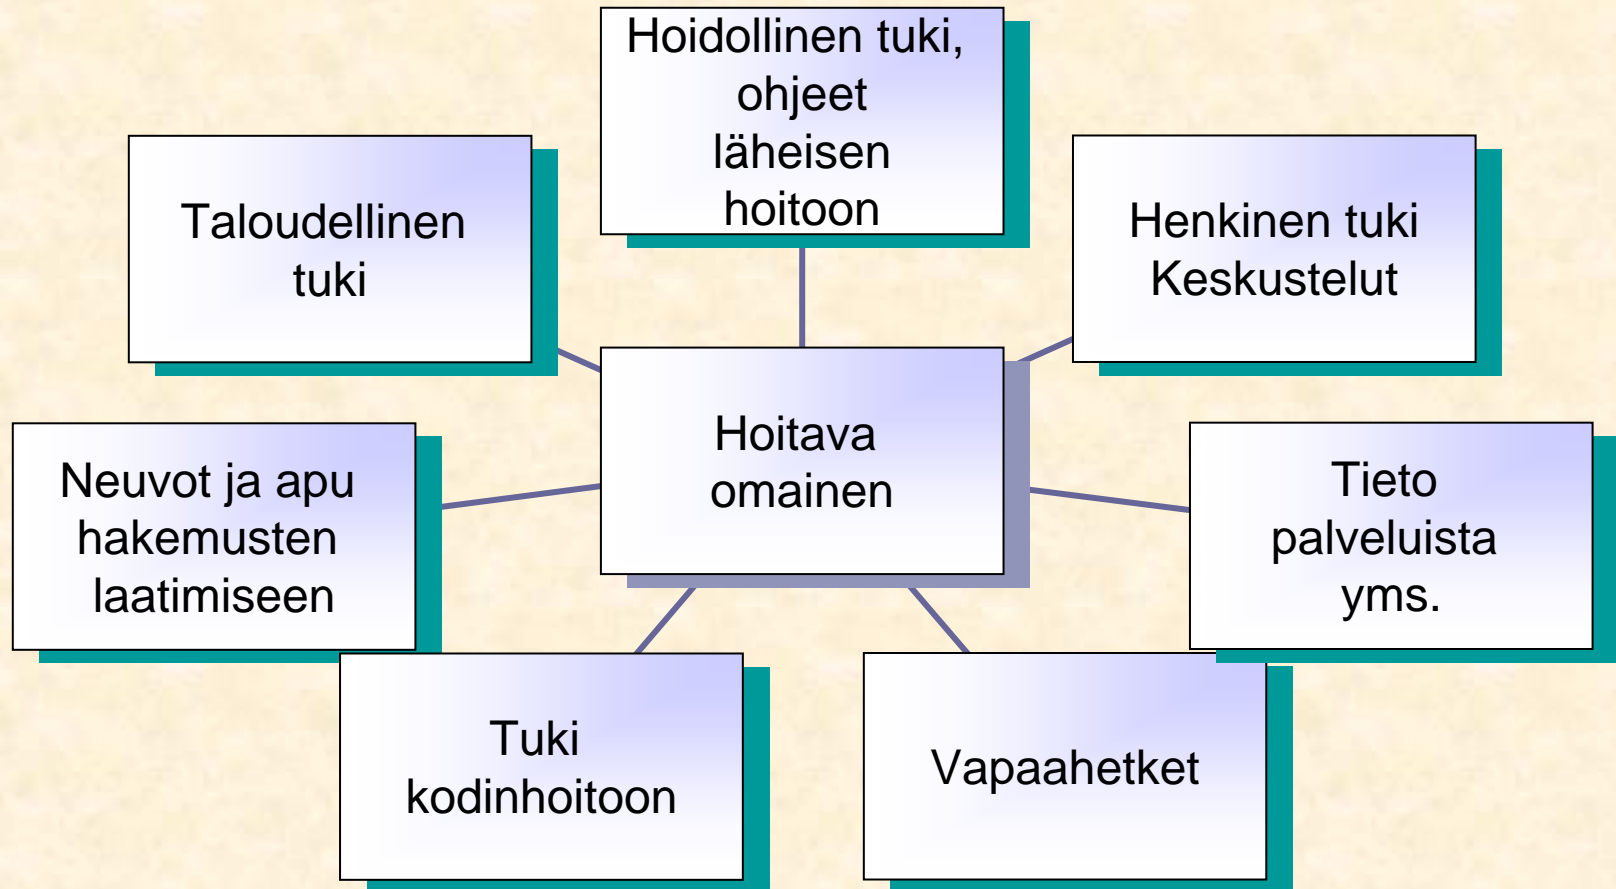 Hoidollinen tuki,
ohjeet
läheisen
hoitoon
Taloudellinen
tuki
Henkinen tuki
Keskustelut
Hoitava
omainen
Neuvot ja apu
hakemusten
laatimiseen
Tieto
palveluista
yms.
Tuki
kodinhoitoon
Vapaahetket